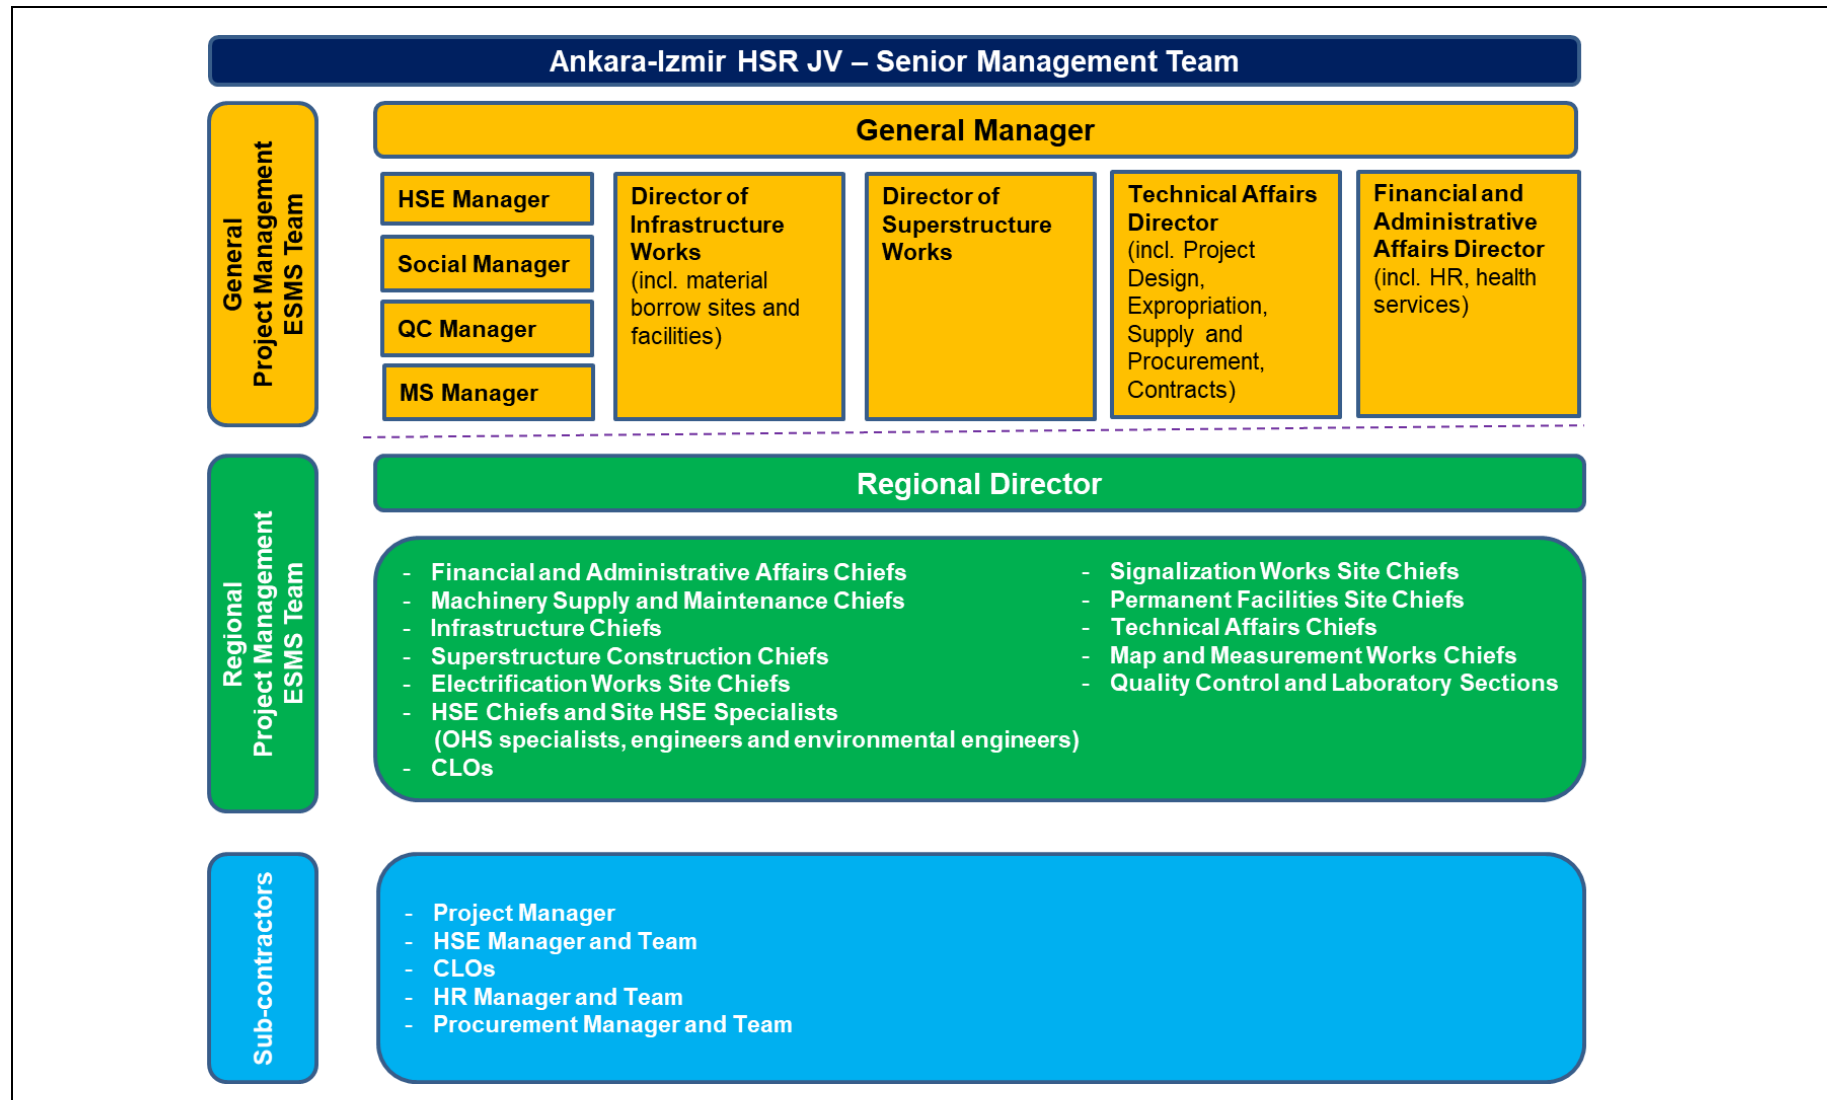 Ankara-Izmir HSR JV – Senior Management Team
General
Project Management
ESMS Team
General Manager
HSE Manager
Social Manager
QC Manager
MS Manager
Director of
Infrastructure
Works
(incl. material
borrow sites and
facilities)
Director of
Superstructure
Works
Technical Affairs
Director
(incl. Project
Design,
Expropriation,
Supply and
Procurement,
Contracts)
Financial and
Administrative
Affairs Director
(incl. HR, health
services)
Regional
Project Management
ESMS Team
Regional Director
- Financial and Administrative Affairs Chiefs
- Machinery Supply and Maintenance Chiefs
- Infrastructure Chiefs
- Superstructure Construction Chiefs
- Electrification Works Site Chiefs
- HSE Chiefs and Site HSE Specialists
(OHS specialists, engineers and environmental engineers)
- CLOs
- Signalization Works Site Chiefs
- Permanent Facilities Site Chiefs
- Technical Affairs Chiefs
- Map and Measurement Works Chiefs
- Quality Control and Laboratory Sections
Sub-contractors
- Project Manager
- HSE Manager and Team
- CLOs
- HR Manager and Team
- Procurement Manager and Team